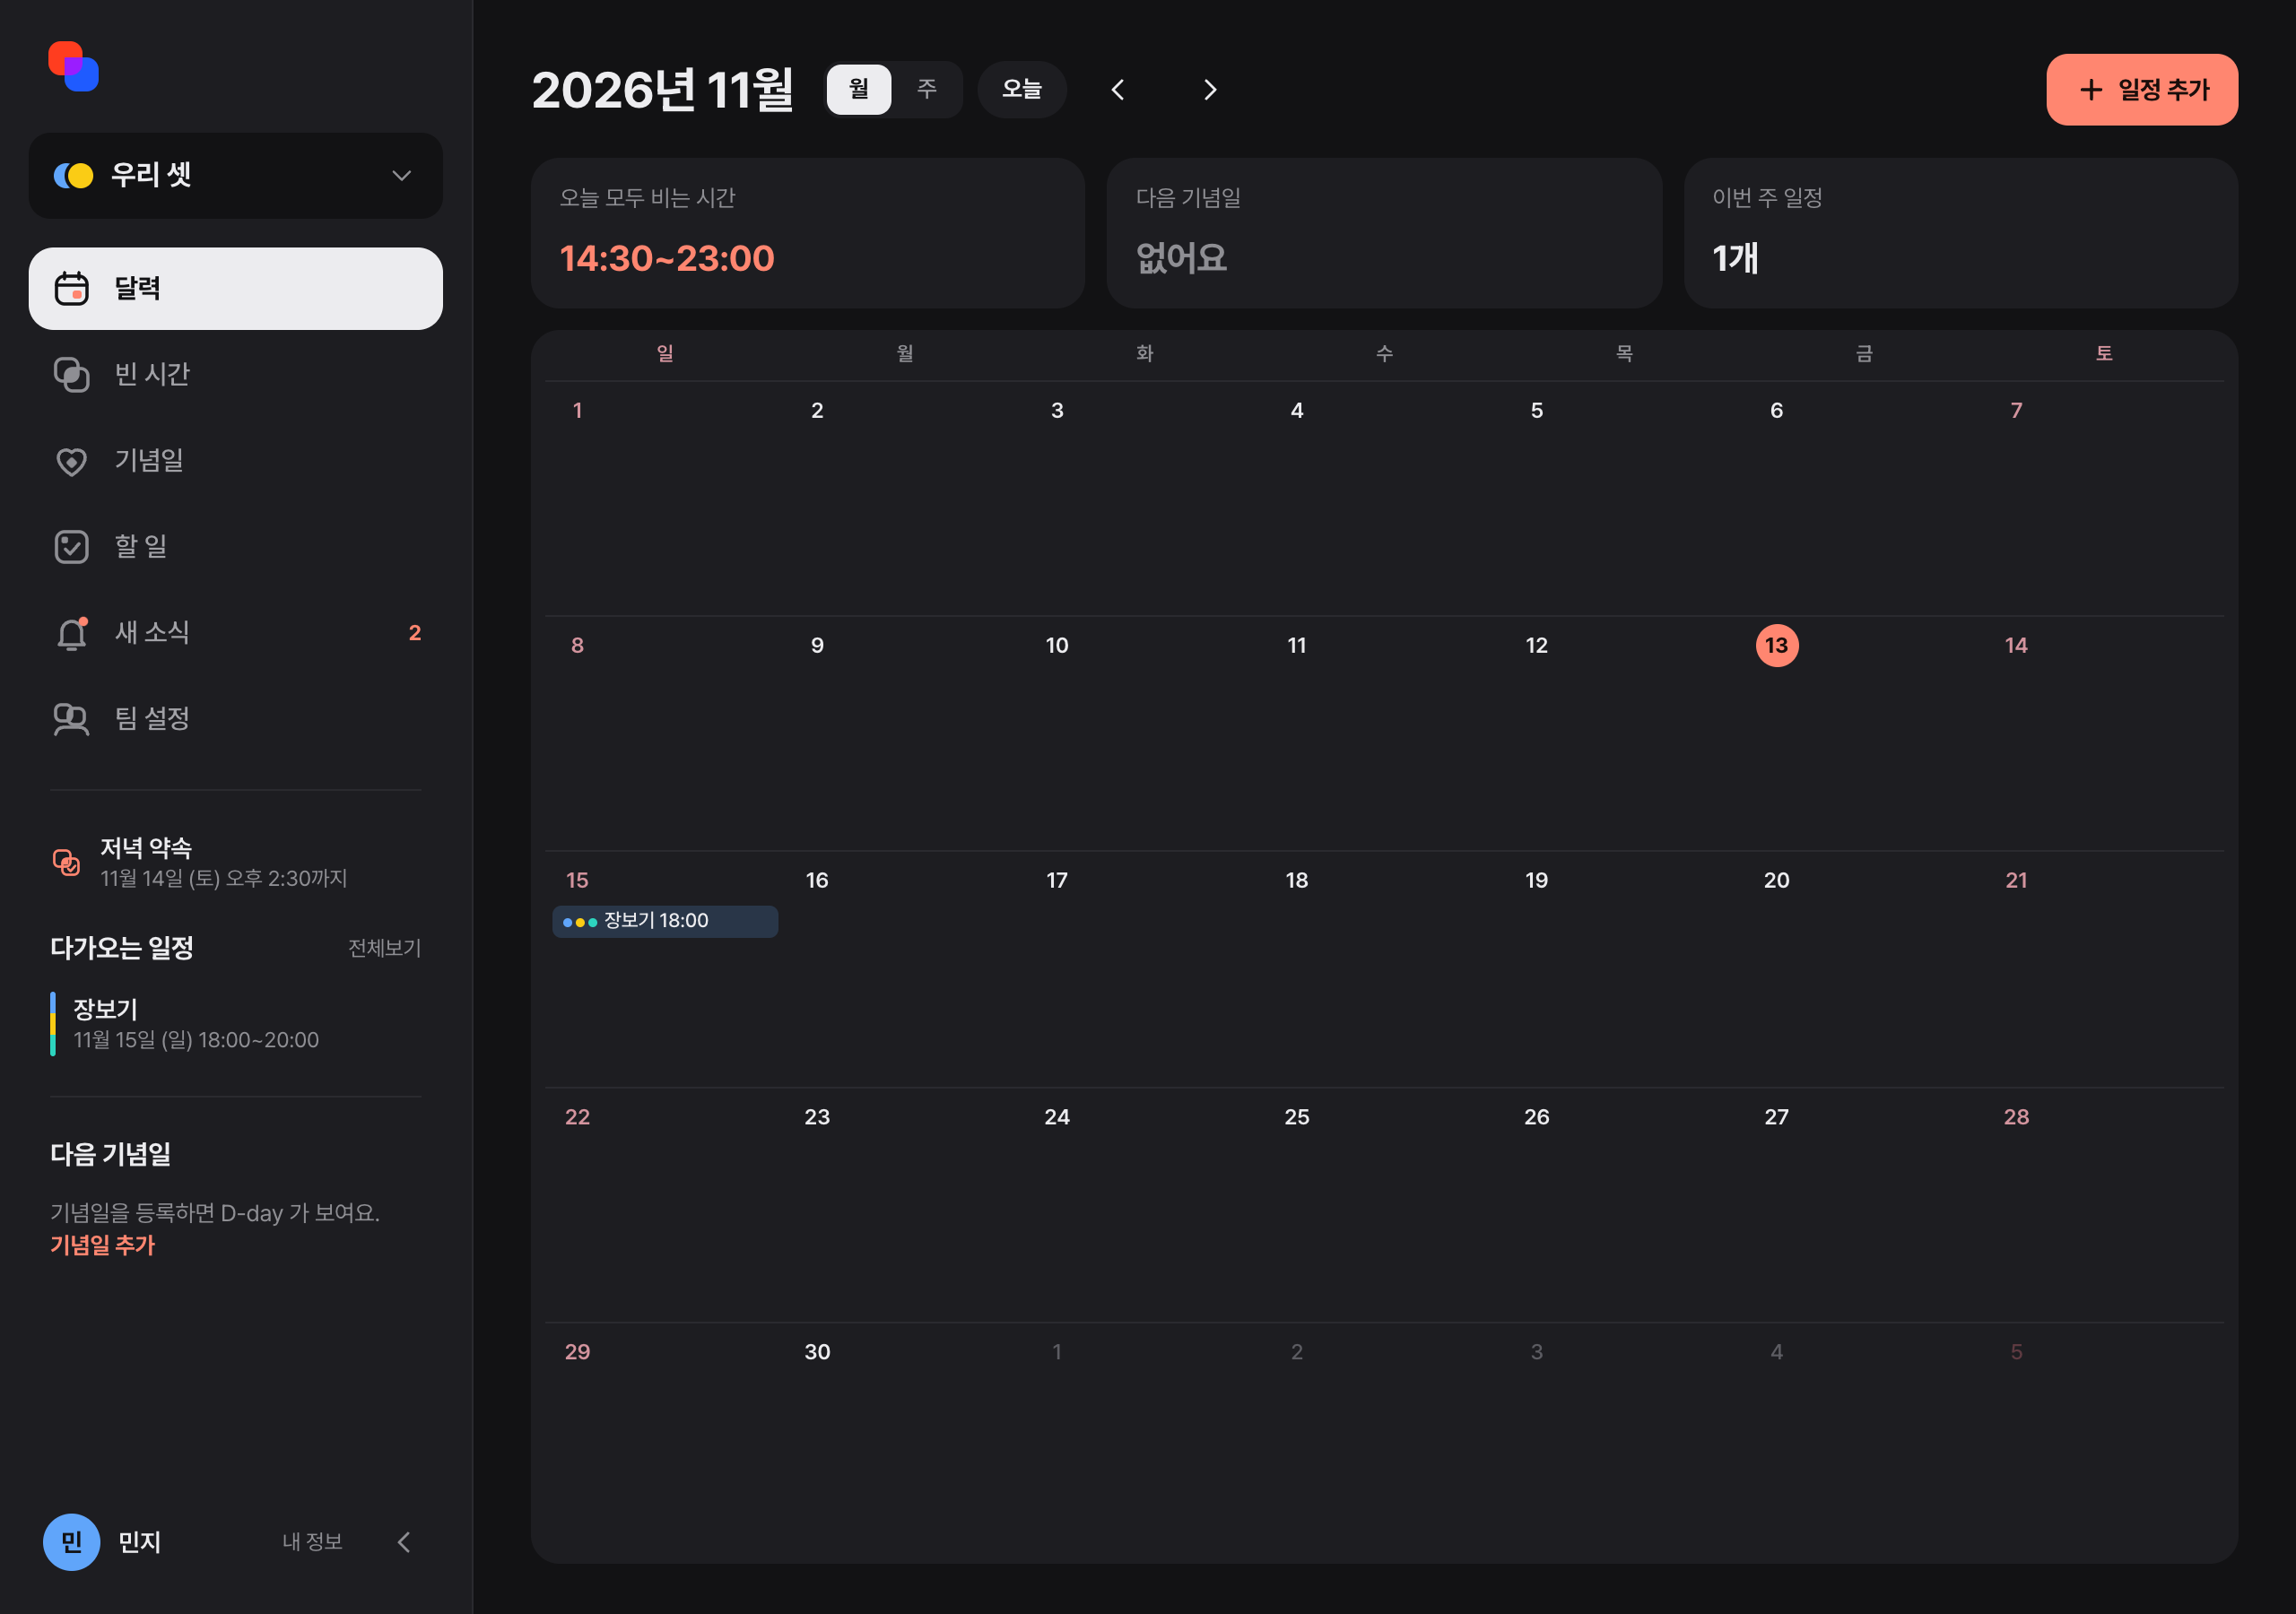 우리 셋
달력
빈 시간
기념일
할 일
새 소식 2
팀 설정
저녁 약속
11월 14일 (토) 오후 2:30까지
다가오는 일정 전체보기
장보기
11월 15일 (일) 18:00~20:00
다음 기념일
기념일을 등록하면 D-day 가 보여요.
기념일 추가
민 민지 내 정보
2026년 11월 월 주 오늘 일정 추가
오늘 모두 비는 시간
14:30~23:00
다음 기념일
없어요
이번 주 일정
1개
일 월 화 수 목 금 토
1 2 3 4 5 6 7
8 9 10 11 12 13 14
15 16 17 18 19 20 21
장보기 18:00
22 23 24 25 26 27 28
29 30 1 2 3 4 5